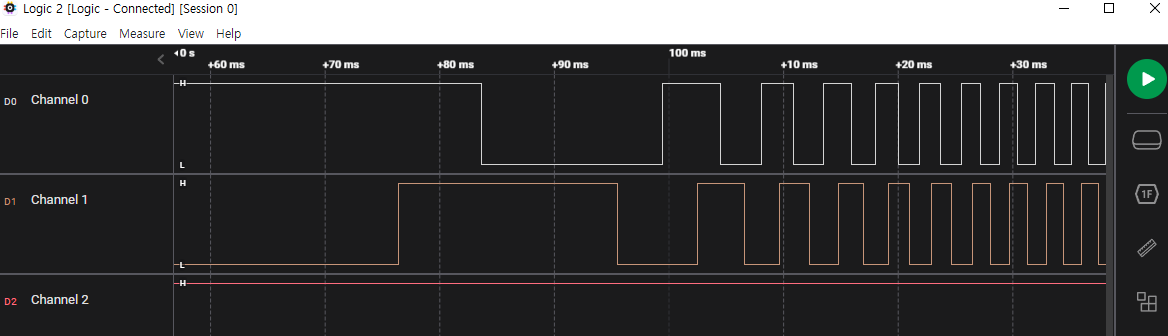 Logic 2 [Logic - Connected] [Session 0]
File Edit Capture Measure View Help
0 s 100 ms
+60 ms +70 ms +80 ms +90 ms +10 ms +20 ms +30 ms
H
D0 Channel 0
L
H
D1 Channel 1
1F
L
H
D2 Channel 2